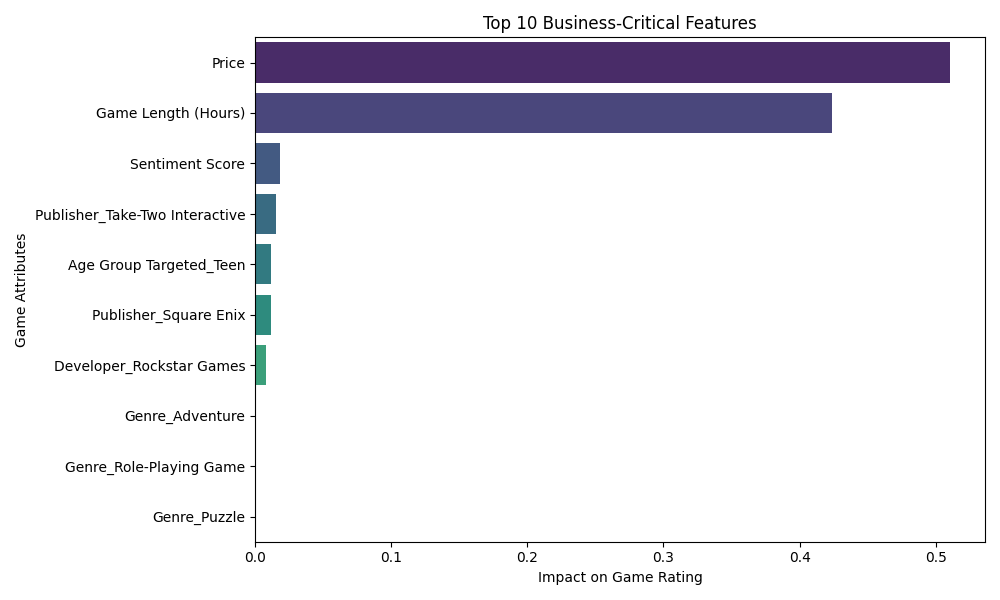 Top 10 Business-Critical Features
Game Attributes
Price
Game Length (Hours)
Sentiment Score
Publisher_Take-Two Interactive
Age Group Targeted_Teen
Publisher_Square Enix
Developer_Rockstar Games
Genre_Adventure
Genre_Role-Playing Game
Genre_Puzzle
0.0 0.1 0.2 0.3 0.4 0.5
Impact on Game Rating